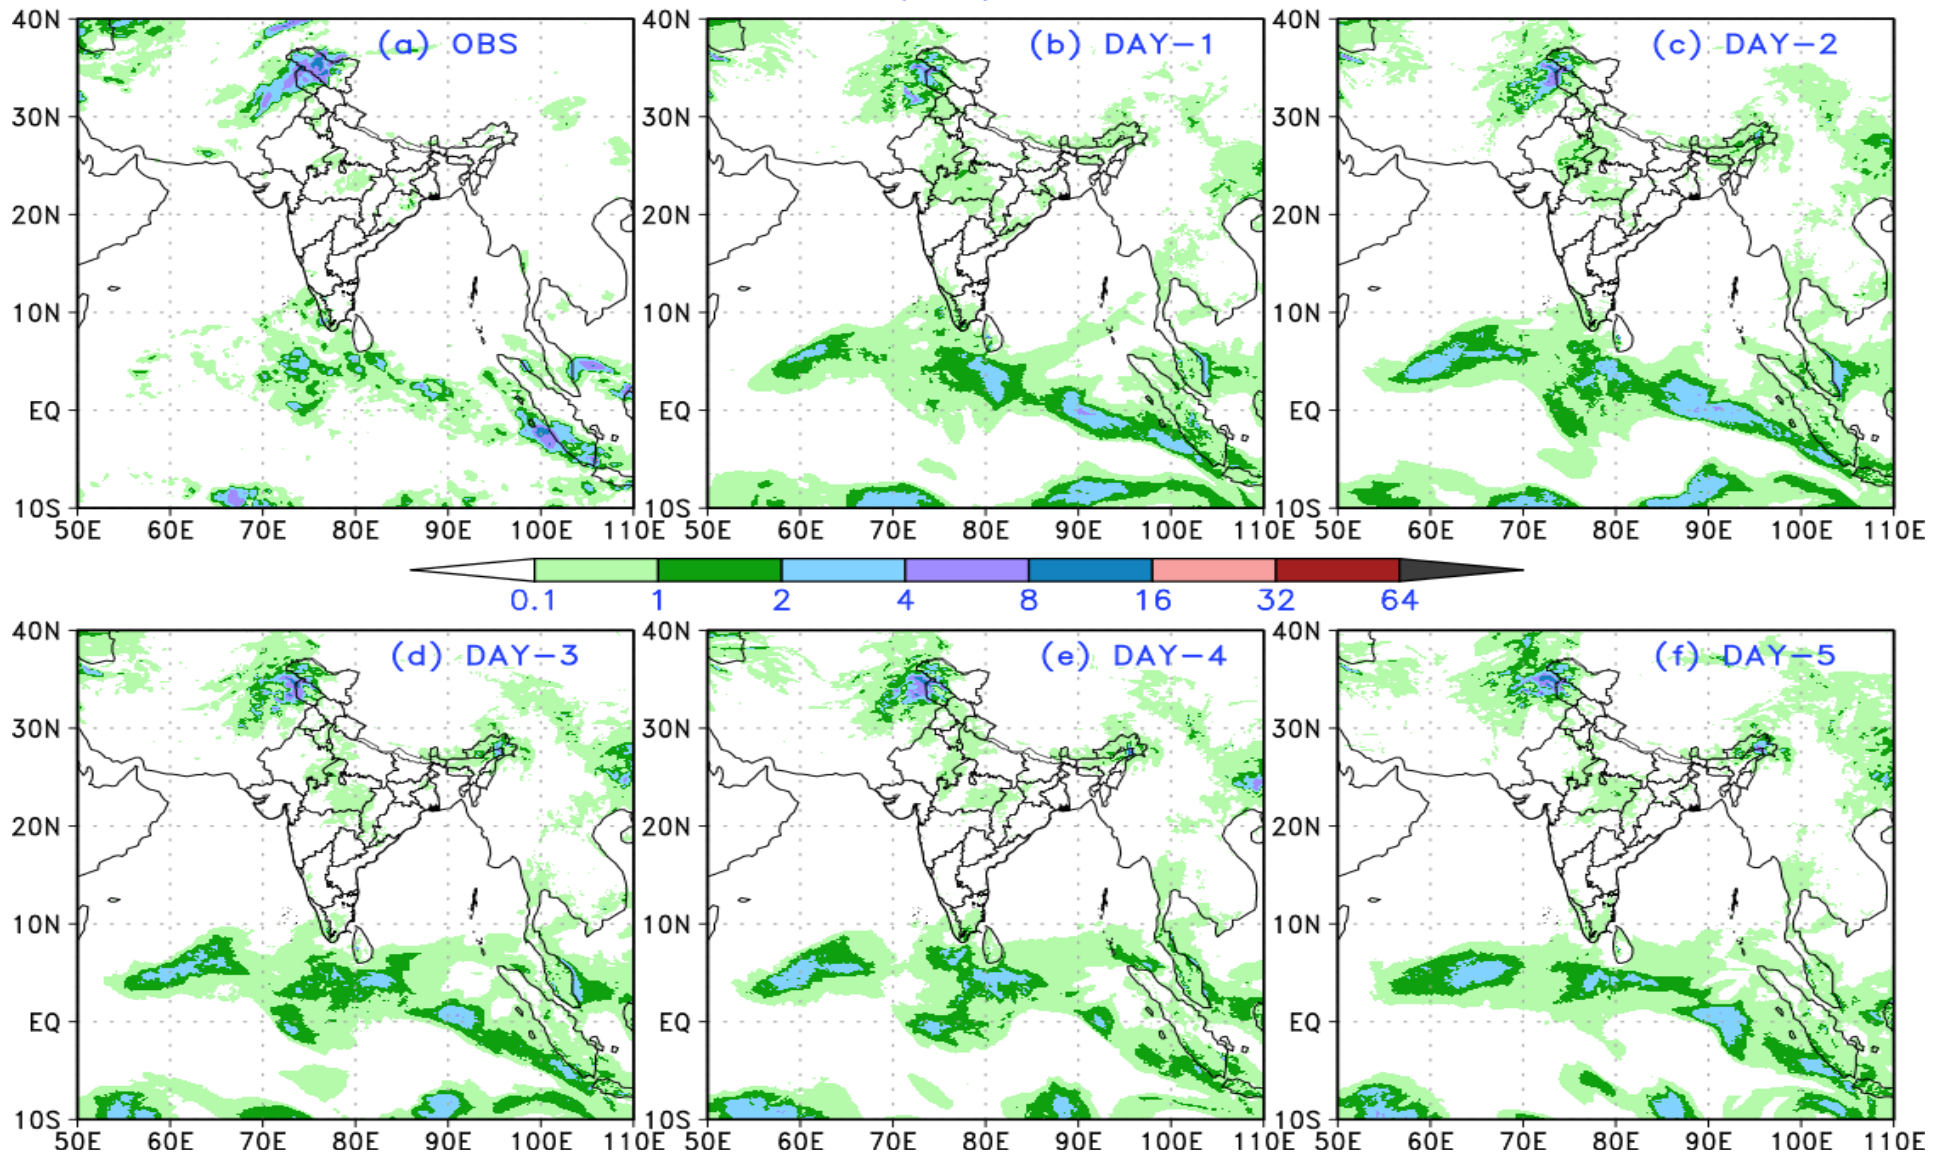 (a) OBS
(b) DAY-1
(c) DAY-2
40N 40N 40N
30N 30N 30N
20N 20N 20N
10N 10N 10N
EQ EQ EQ
10S 10S 10S
50E 60E 70E 80E 90E 100E 110E 50E 60E 70E 80E 90E 100E 110E 50E 60E 70E 80E 90E 100E 110E
0.1 1 2 4 8 16 32 64
(d) DAY-3
(e) DAY-4
(f) DAY-5
40N 40N 40N
30N 30N 30N
20N 20N 20N
10N 10N 10N
EQ EQ EQ
10S 10S 10S
50E 60E 70E 80E 90E 100E 110E 50E 60E 70E 80E 90E 100E 110E 50E 60E 70E 80E 90E 100E 110E